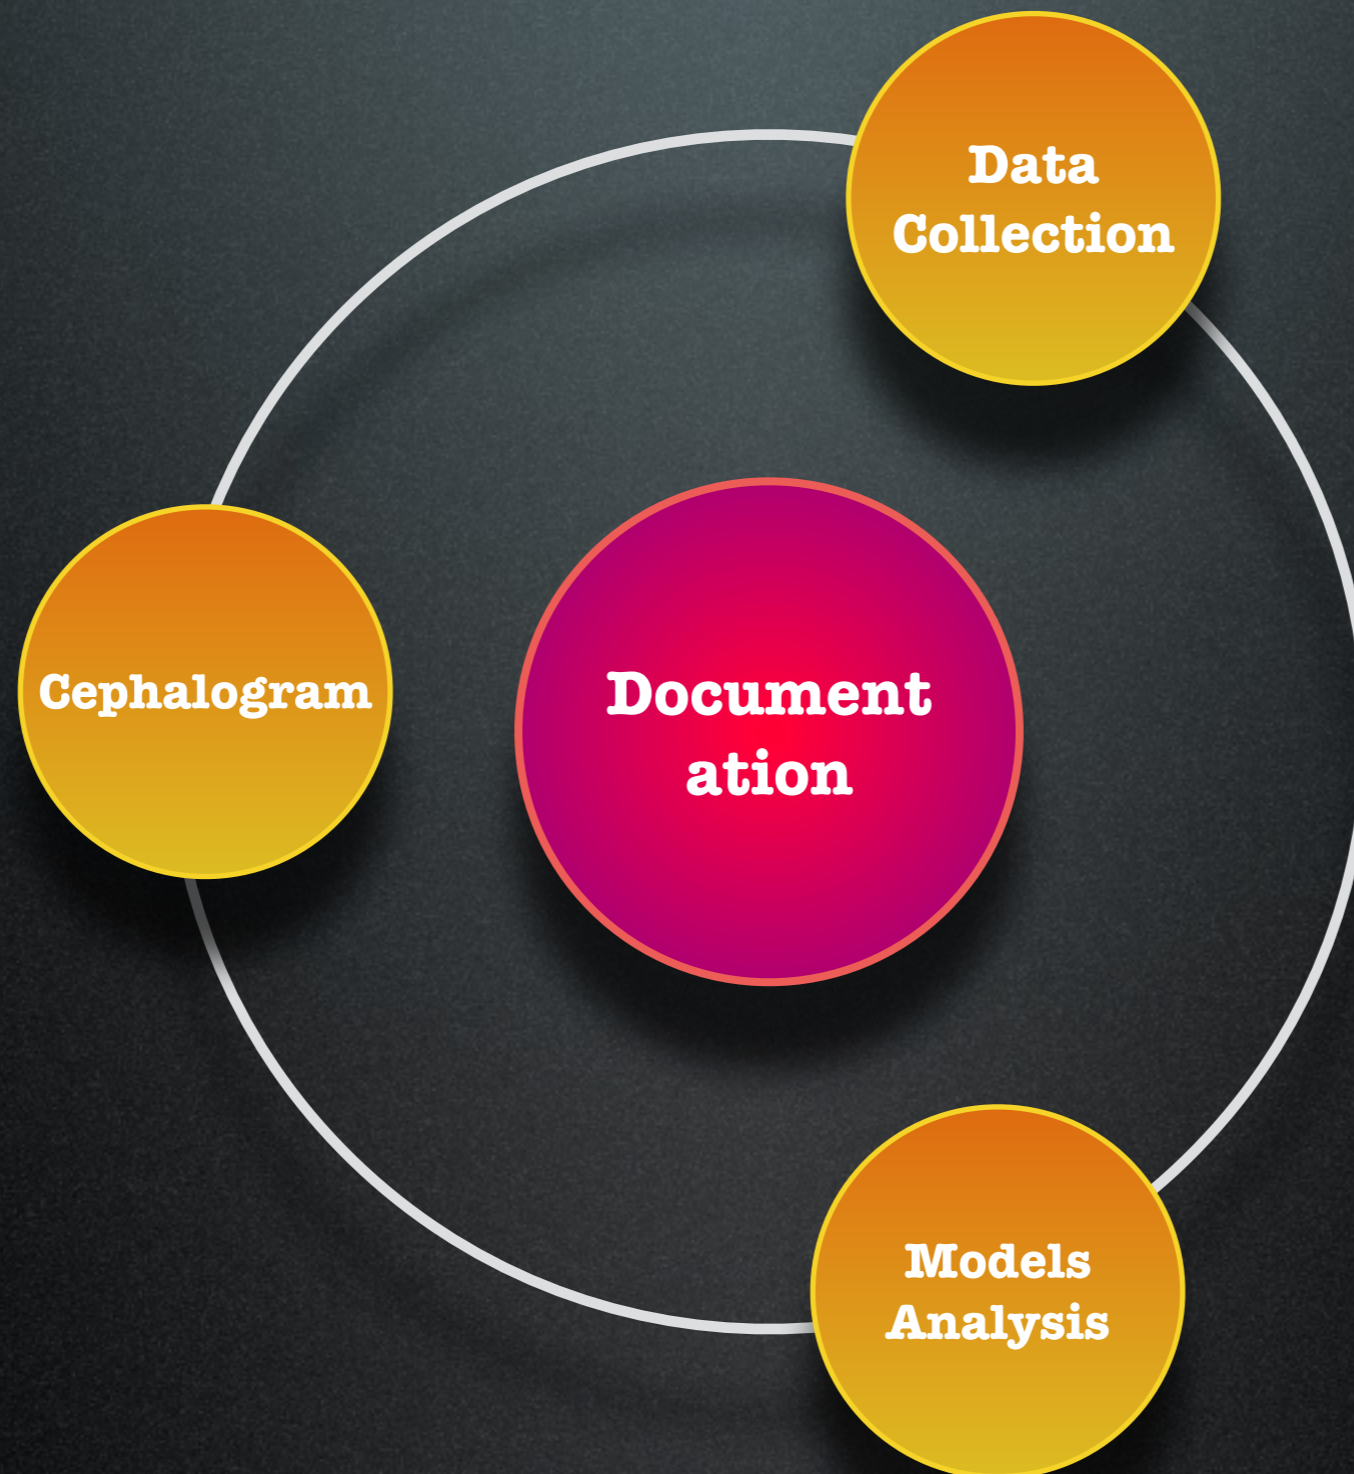 Data
Collection
Cephalogram
Document
ation
Models
Analysis